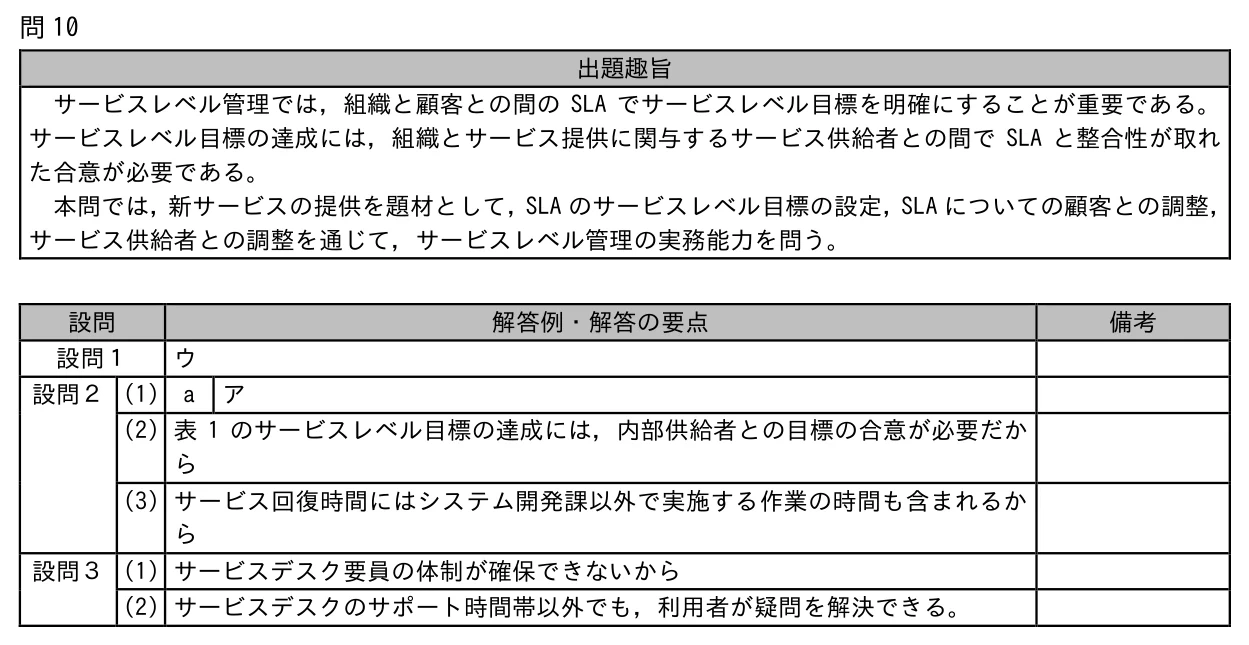 問 10
出題趣旨
サービスレベル管理では，組織と顧客との間の SLA でサービスレベル目標を明確にすることが重要である。
サービスレベル目標の達成には，組織とサービス提供に関与するサービス供給者との間で SLA と整合性が取れ
た合意が必要である。
本問では，新サービスの提供を題材として，SLA のサービスレベル目標の設定，SLA についての顧客との調整，
サービス供給者との調整を通じて，サービスレベル管理の実務能力を問う。
設問 解答例・解答の要点 備考
設問１ ウ
設問２ (1) a ア
(2) 表 1 のサービスレベル目標の達成には，内部供給者との目標の合意が必要だか
ら
(3) サービス回復時間にはシステム開発課以外で実施する作業の時間も含まれるか
ら
設問３ (1) サービスデスク要員の体制が確保できないから
(2) サービスデスクのサポート時間帯以外でも，利用者が疑問を解決できる。